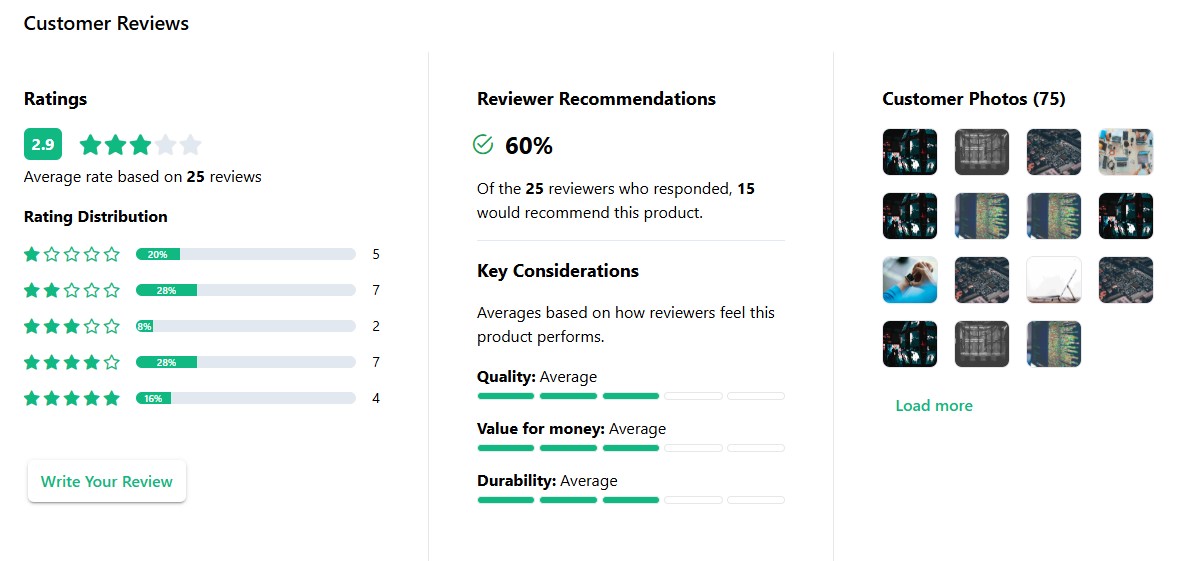 Customer Reviews
Ratings
2.9
Average rate based on 25 reviews
Rating Distribution
20% 5
28% 7
8% 2
28% 7
16% 4
Write Your Review
Reviewer Recommendations
60%
Of the 25 reviewers who responded, 15
would recommend this product.
Key Considerations
Averages based on how reviewers feel this
product performs.
Quality: Average
Value for money: Average
Durability: Average
Customer Photos (75)
Load more